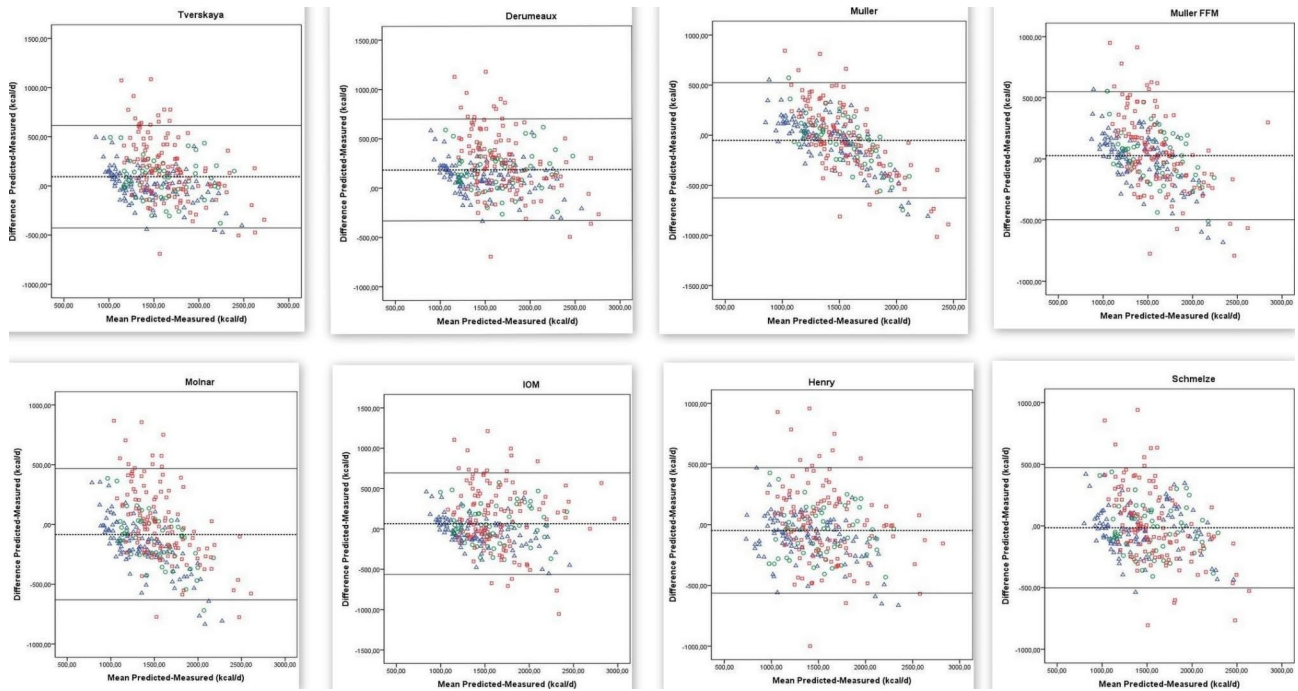 Tverskaya
Difference Predicted-Measured (kcal/d)
1500,00
1000,00
500,00
,00
-500,00
-1000,00
500,00 1000,00 1500,00 2000,00 2500,00 3000,00
Mean Predicted-Measured (kcal/d)
Derumeaux
Difference Predicted-Measured (kcal/d)
1500,00
1000,00
500,00
,00
-500,00
-1000,00
500,00 1000,00 1500,00 2000,00 2500,00 3000,00
Mean Predicted-Measured (kcal/d)
Muller
Difference Predicted-Measured (kcal/d)
1000,00
500,00
,00
-500,00
-1000,00
-1500,00
500,00 1000,00 1500,00 2000,00 2500,00
Mean Predicted-Measured (kcal/d)
Muller FFM
Difference Predicted-Measured (kcal/d)
1000,00
500,00
,00
-500,00
-1000,00
500,00 1000,00 1500,00 2000,00 2500,00 3000,00
Mean Predicted-Measured (kcal/d)
Molnar
Difference Predicted-Measured (kcal/d)
1000,00
500,00
,00
-500,00
-1000,00
500,00 1000,00 1500,00 2000,00 2500,00 3000,00
Mean Predicted-Measured (kcal/d)
IOM
Difference Predicted-Measured (kcal/d)
1500,00
1000,00
500,00
,00
-500,00
-1000,00
-1500,00
500,00 1000,00 1500,00 2000,00 2500,00 3000,00
Mean Predicted-Measured (kcal/d)
Henry
Difference Predicted-Measured (kcal/d)
1000,00
500,00
,00
-500,00
-1000,00
500,00 1000,00 1500,00 2000,00 2500,00 3000,00
Mean Predicted-Measured (kcal/d)
Schmelze
Difference Predicted-Measured (kcal/d)
1000,00
500,00
,00
-500,00
-1000,00
500,00 1000,00 1500,00 2000,00 2500,00 3000,00
Mean Predicted-Measured (kcal/d)